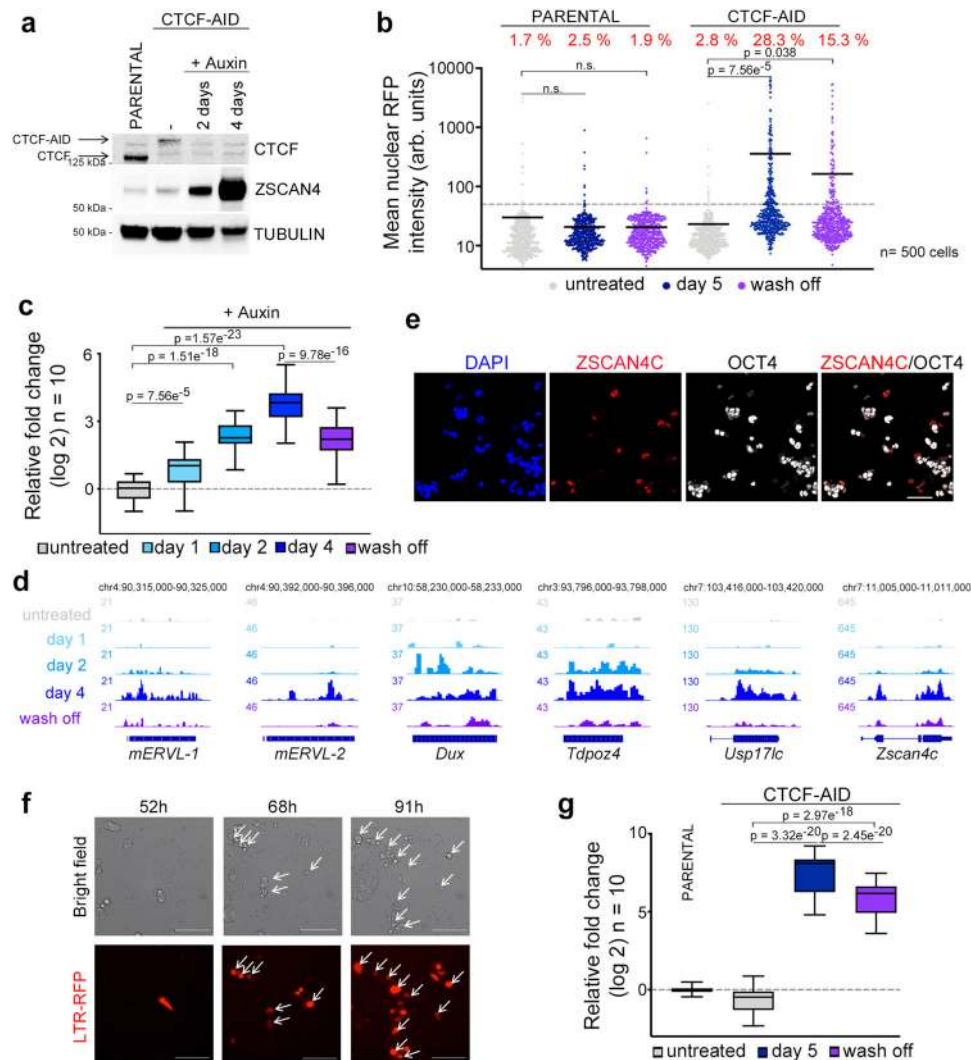 a
CTCF-AID
+ Auxin
PARENTAL
-
2 days
4 days
CTCF-AID
CTCF
125 kDa
CTCF
ZSCAN4
50 kDa
50 kDa
TUBULIN
b
PARENTAL CTCF-AID
1.7 % 2.5 % 1.9 % 2.8 % 28.3 % 15.3 %
p = 0.038
n.s. p = 7.56e-5
n.s.
Mean nuclear RFP
intensity (arb. units)
10000
1000
100
10
n= 500 cells
untreated day 5 wash off
c
+ Auxin
p =1.57e-23
p = 1.51e-18
p = 9.78e-16
p = 7.56e-5
Relative fold change
(log 2) n = 10
6
3
0
untreated day 1 day 2 day 4 wash off
e
DAPI ZSCAN4C OCT4 ZSCAN4C/OCT4
d
chr4:90,315,000-90,325,000 chr4:90,392,000-90,396,000 chr10:58,230,000-58,233,000 chr3:93,796,000-93,798,000 chr7:103,416,000-103,420,000 chr7:11,005,000-11,011,000
21 46 37 43 130 645
untreated
21 46 37 43 130 645
day 1
21 46 37 43 130 645
day 2
21 46 37 43 130 645
day 4
21 46 37 43 130 645
wash off
mERVL-1 mERVL-2 Dux Tdpoz4 Usp17lc Zscan4c
f
52h 68h 91h
Bright field
LTR-RFP
g
CTCF-AID
p = 2.97e-18
p = 3.32e-20 p = 2.45e-20
PARENTAL
Relative fold change
(log 2) n = 10
10
5
0
untreated day 5 wash off